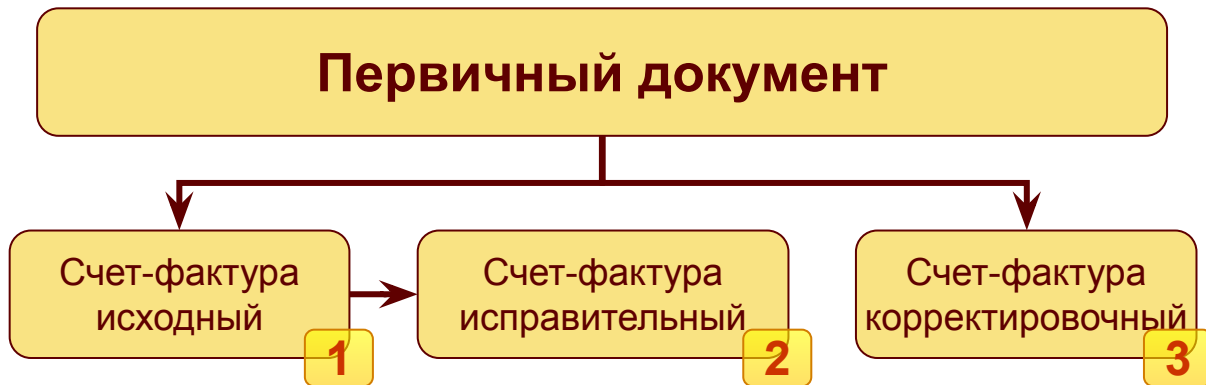 Первичный документ
Счет-фактура
исходный
1
Счет-фактура
исправительный
2
Счет-фактура
корректировочный
3